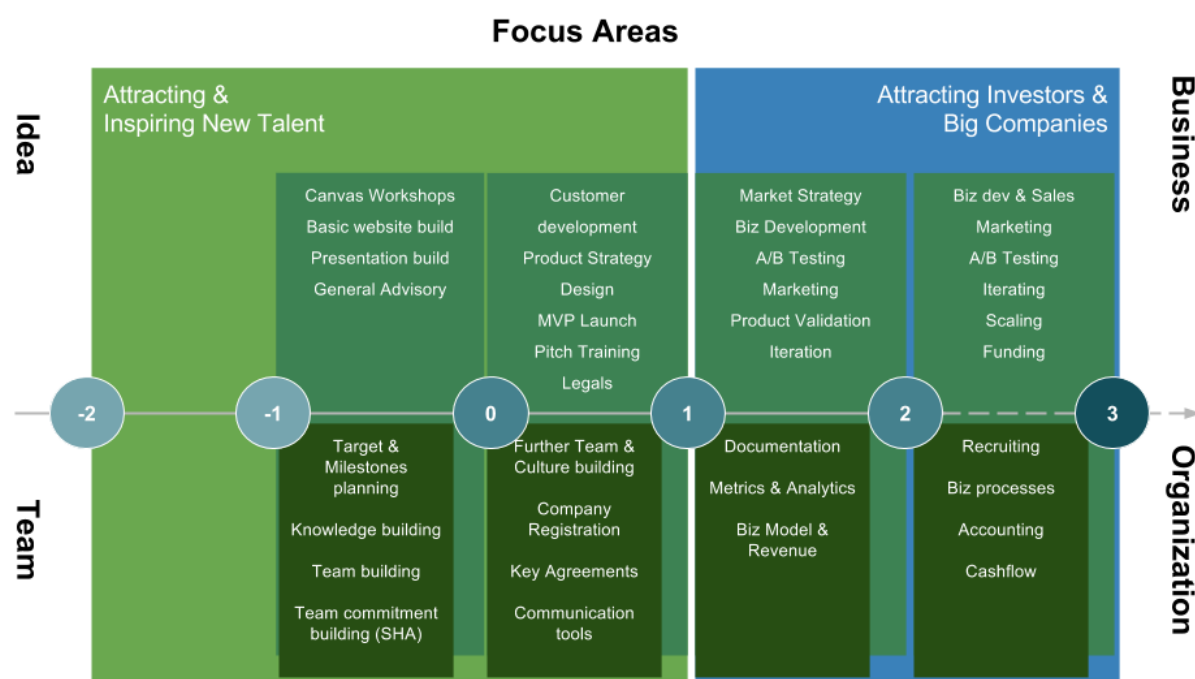 Focus Areas
Idea
Attracting &
Inspiring New Talent
Attracting Investors &
Big Companies
Business
Canvas Workshops
Basic website build
Presentation build
General Advisory
Customer
development
Product Strategy
Design
MVP Launch
Pitch Training
Legals
Market Strategy
Biz Development
A/B Testing
Marketing
Product Validation
Iteration
Biz dev & Sales
Marketing
A/B Testing
Iterating
Scaling
Funding
-2
-1
0
1
2
3
Team
Target &
Milestones
planning
Knowledge building
Team building
Team commitment
building (SHA)
Further Team &
Culture building
Company
Registration
Key Agreements
Communication
tools
Documentation
Metrics & Analytics
Biz Model &
Revenue
Recruiting
Biz processes
Accounting
Cashflow
Organization